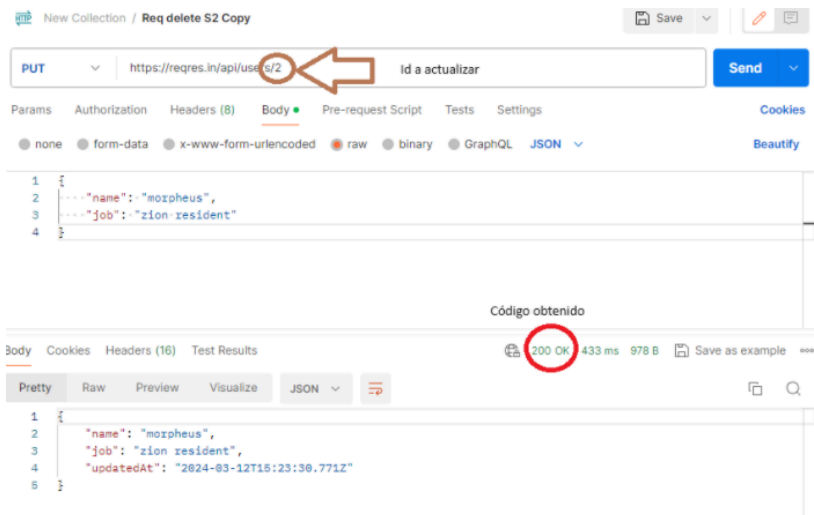 HTTP New Collection / Req delete S2 Copy Save
PUT https://reqres.in/api/users/2 Id a actualizar Send
Params Authorization Headers (8) Body Pre-request Script Tests Settings Cookies
none form-data x-www-form-urlencoded raw binary GraphQL JSON Beautify
1 {
2 "name": "morpheus",
3 "job": "zion resident"
4 }
Código obtenido
Body Cookies Headers (16) Test Results 200 OK 433 ms 978 B Save as example
Pretty Raw Preview Visualize JSON
1 {
2 "name": "morpheus",
3 "job": "zion resident",
4 "updatedAt": "2024-03-12T15:23:30.771Z"
5 }